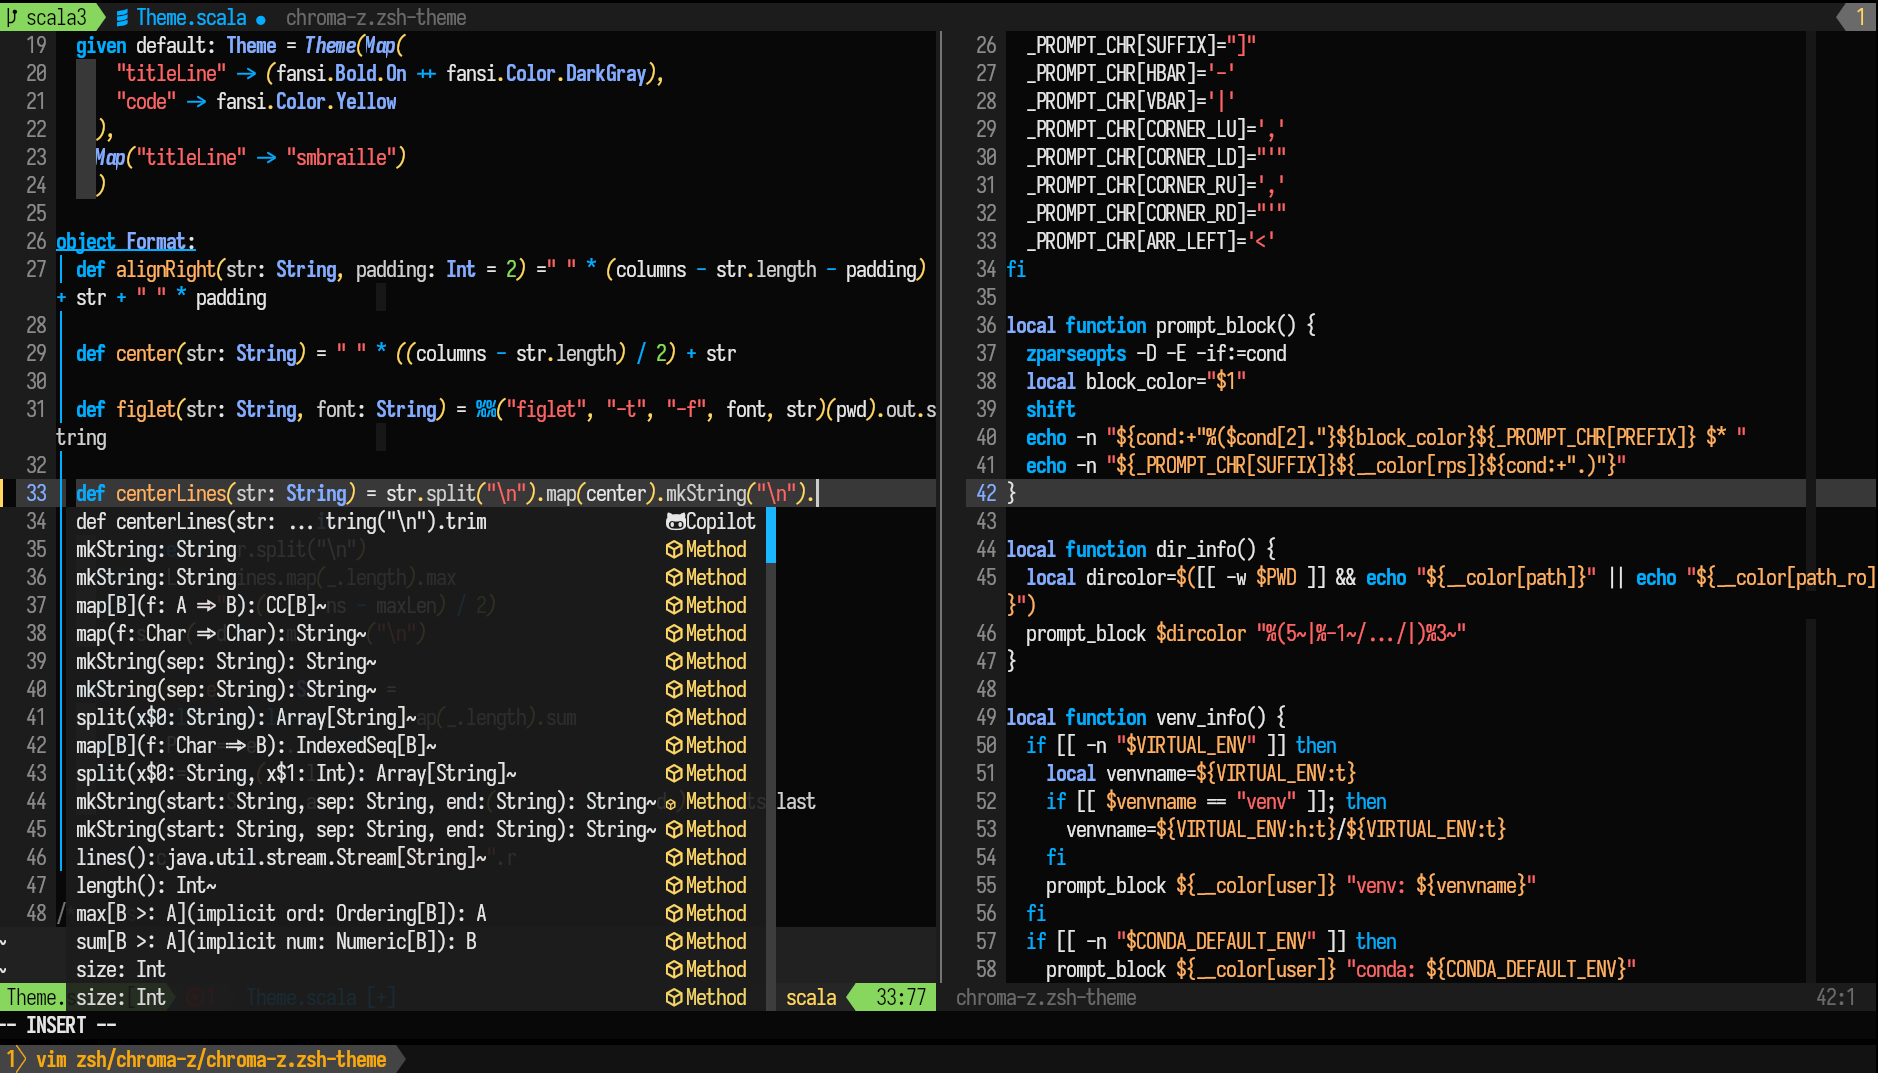 scala3  Theme.scala ● chroma-z.zsh-theme 1
19 given default: Theme = Theme(Map(
20 "titleLine" -> (fansi.Bold.On ++ fansi.Color.DarkGray),
21 "code" -> fansi.Color.Yellow
22 ),
23 Map("titleLine" -> "smbraille")
24 )
25
26 object Format:
27 def alignRight(str: String, padding: Int = 2) =" " * (columns - str.length - padding)
+ str + " " * padding
28
29 def center(str: String) = " " * ((columns - str.length) / 2) + str
30
31 def figlet(str: String, font: String) = %%("figlet", "-t", "-f", font, str)(pwd).out.s
tring
32
33 def centerLines(str: String) = str.split("\n").map(center).mkString("\n").
34 def centerLines(str: ...tring("\n").trim Copilot
35 mkString: String Method
36 mkString: String Method
37 map[B](f: A => B): CC[B]~ Method
38 map(f: Char => Char): String~ Method
39 mkString(sep: String): String~ Method
40 mkString(sep: String): String~ Method
41 split(x$0: String): Array[String]~ Method
42 map[B](f: Char => B): IndexedSeq[B]~ Method
43 split(x$0: String, x$1: Int): Array[String]~ Method
44 mkString(start: String, sep: String, end: String): String~ Method last
45 mkString(start: String, sep: String, end: String): String~ Method
46 lines(): java.util.stream.Stream[String]~ Method
47 length(): Int~ Method
48 / max[B >: A](implicit ord: Ordering[B]): A Method
~ sum[B >: A](implicit num: Numeric[B]): B Method
~ size: Int Method
Theme. size: Int Method scala 33:77
26 _PROMPT_CHR[SUFFIX]="]"
27 _PROMPT_CHR[HBAR]='-'
28 _PROMPT_CHR[VBAR]='|'
29 _PROMPT_CHR[CORNER_LU]=','
30 _PROMPT_CHR[CORNER_LD]="'"
31 _PROMPT_CHR[CORNER_RU]=','
32 _PROMPT_CHR[CORNER_RD]="'"
33 _PROMPT_CHR[ARR_LEFT]='<'
34 fi
35
36 local function prompt_block() {
37 zparseopts -D -E -if:=cond
38 local block_color="$1"
39 shift
40 echo -n "${cond:+"%($cond[2]."}${block_color}${_PROMPT_CHR[PREFIX]} $* "
41 echo -n "${_PROMPT_CHR[SUFFIX]}${__color[rps]}${cond:+".)"}"
42 }
43
44 local function dir_info() {
45 local dircolor=$([[ -w $PWD ]] && echo "${__color[path]}" || echo "${__color[path_ro]
}")
46 prompt_block $dircolor "%(5~|%-1~/.../|)%3~"
47 }
48
49 local function venv_info() {
50 if [[ -n "$VIRTUAL_ENV" ]] then
51 local venvname=${VIRTUAL_ENV:t}
52 if [[ $venvname == "venv" ]]; then
53 venvname=${VIRTUAL_ENV:h:t}/${VIRTUAL_ENV:t}
54 fi
55 prompt_block ${__color[user]} "venv: ${venvname}"
56 fi
57 if [[ -n "$CONDA_DEFAULT_ENV" ]] then
58 prompt_block ${__color[user]} "conda: ${CONDA_DEFAULT_ENV}"
chroma-z.zsh-theme 42:1
-- INSERT --
1 vim zsh/chroma-z/chroma-z.zsh-theme